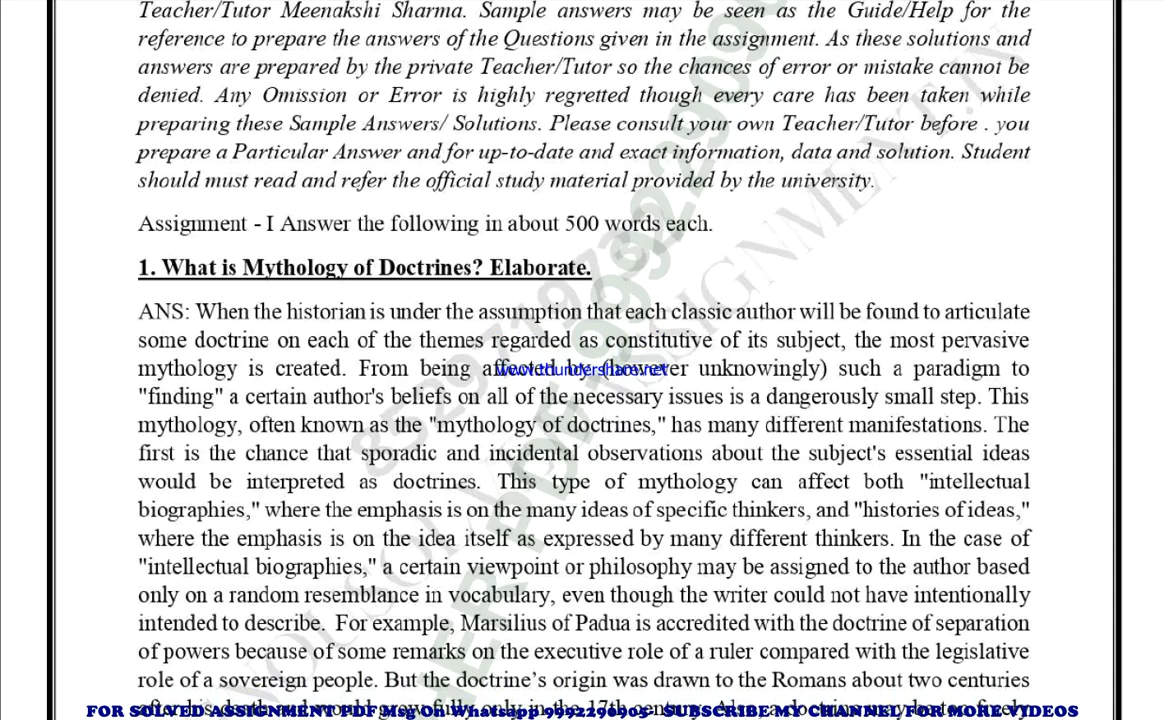 Teacher/Tutor Meenakshi Sharma. Sample answers may be seen as the Guide/Help for the
reference to prepare the answers of the Questions given in the assignment. As these solutions and
answers are prepared by the private Teacher/Tutor so the chances of error or mistake cannot be
denied. Any Omission or Error is highly regretted though every care has been taken while
preparing these Sample Answers/ Solutions. Please consult your own Teacher/Tutor before . you
prepare a Particular Answer and for up-to-date and exact information, data and solution. Student
should must read and refer the official study material provided by the university.
Assignment - I Answer the following in about 500 words each.
1. What is Mythology of Doctrines? Elaborate.
ANS: When the historian is under the assumption that each classic author will be found to articulate
some doctrine on each of the themes regarded as constitutive of its subject, the most pervasive
mythology is created. From being affected by (however unknowingly) such a paradigm to
www.thundershare.net
"finding" a certain author's beliefs on all of the necessary issues is a dangerously small step. This
mythology, often known as the "mythology of doctrines," has many different manifestations. The
first is the chance that sporadic and incidental observations about the subject's essential ideas
would be interpreted as doctrines. This type of mythology can affect both "intellectual
biographies," where the emphasis is on the many ideas of specific thinkers, and "histories of ideas,"
where the emphasis is on the idea itself as expressed by many different thinkers. In the case of
"intellectual biographies," a certain viewpoint or philosophy may be assigned to the author based
only on a random resemblance in vocabulary, even though the writer could not have intentionally
intended to describe. For example, Marsilius of Padua is accredited with the doctrine of separation
of powers because of some remarks on the executive role of a ruler compared with the legislative
role of a sovereign people. But the doctrine's origin was drawn to the Romans about two centuries
FOR SOLVED ASSIGNMENT PDF Msg On Whatsapp 9992290905- SUBSCRIBE MY CHANNEL FOR MORE VIDEOS